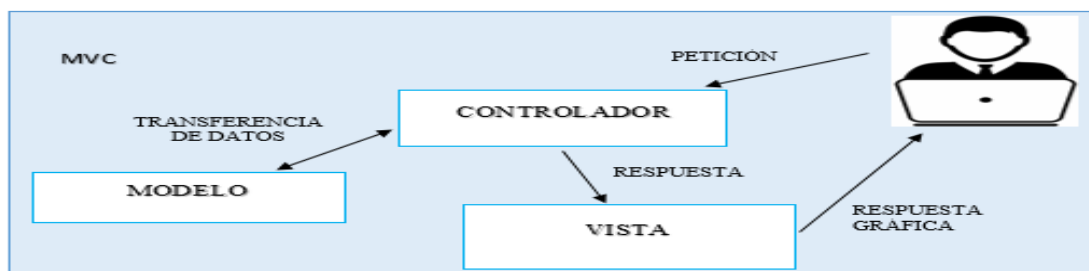 MVC
PETICIÓN
CONTROLADOR
TRANSFERENCIA
DE DATOS
RESPUESTA
MODELO
VISTA
RESPUESTA
GRÁFICA